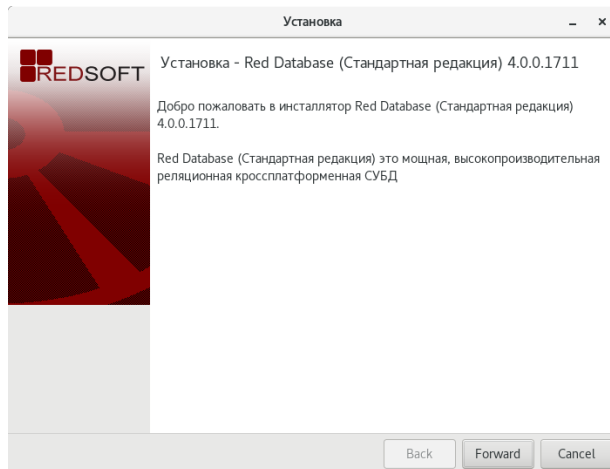 Установка
REDSOFT
Установка - Red Database (Стандартная редакция) 4.0.0.1711
Добро пожаловать в инсталлятор Red Database (Стандартная редакция)
4.0.0.1711.
Red Database (Стандартная редакция) это мощная, высокопроизводительная
реляционная кроссплатформенная СУБД
Back Forward Cancel